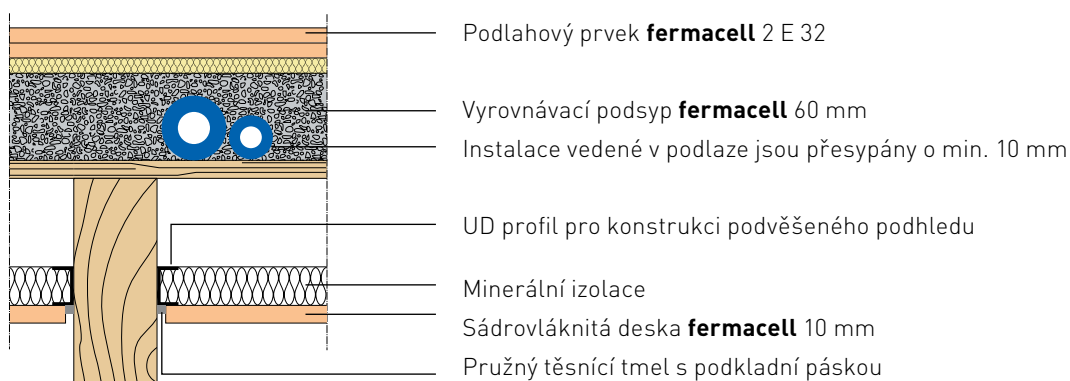 Podlahový prvek fermacell 2 E 32
Vyrovnávací podsyp fermacell 60 mm
Instalace vedené v podlaze jsou přesypány o min. 10 mm
UD profil pro konstrukci podvěšeného podhledu
Minerální izolace
Sádrovláknitá deska fermacell 10 mm
Pružný těsnící tmel s podkladní páskou